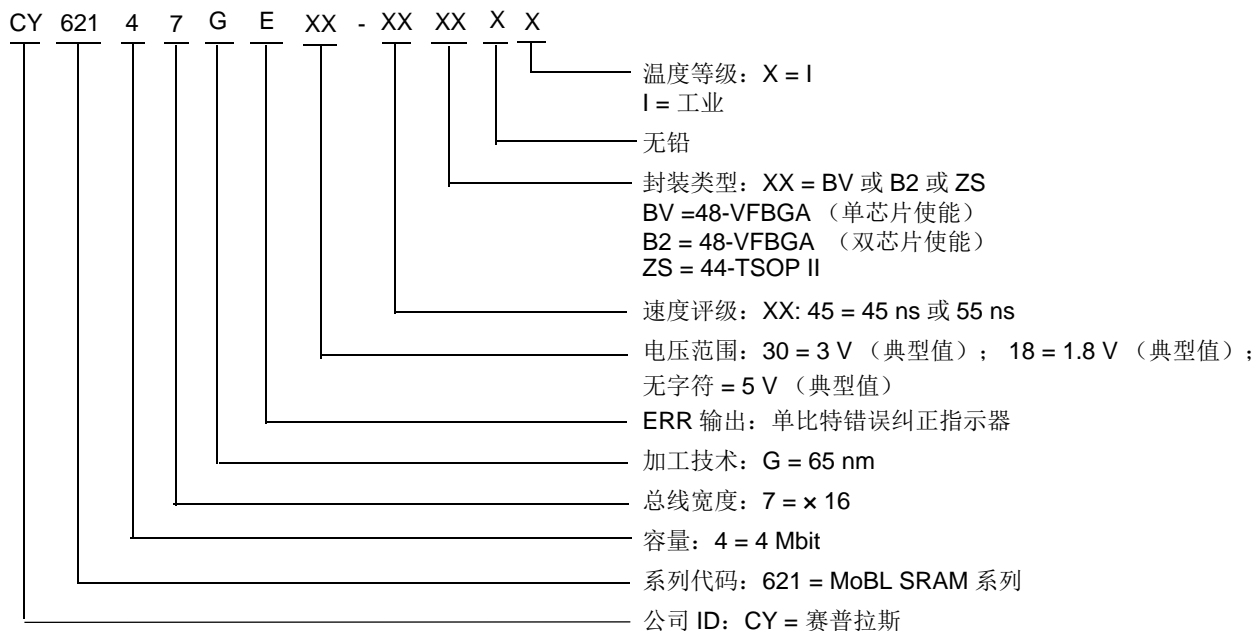 CY 621 4 7 G E XX - XX XX X X
温度等级：X = I
I = 工业
无铅
封装类型：XX = BV 或 B2 或 ZS
BV =48-VFBGA （单芯片使能）
B2 = 48-VFBGA （双芯片使能）
ZS = 44-TSOP II
速度评级：XX: 45 = 45 ns 或 55 ns
电压范围：30 = 3 V （典型值）； 18 = 1.8 V （典型值）；
无字符 = 5 V （典型值）
ERR 输出：单比特错误纠正指示器
加工技术：G = 65 nm
总线宽度：7 = × 16
容量：4 = 4 Mbit
系列代码：621 = MoBL SRAM 系列
公司 ID：CY = 赛普拉斯